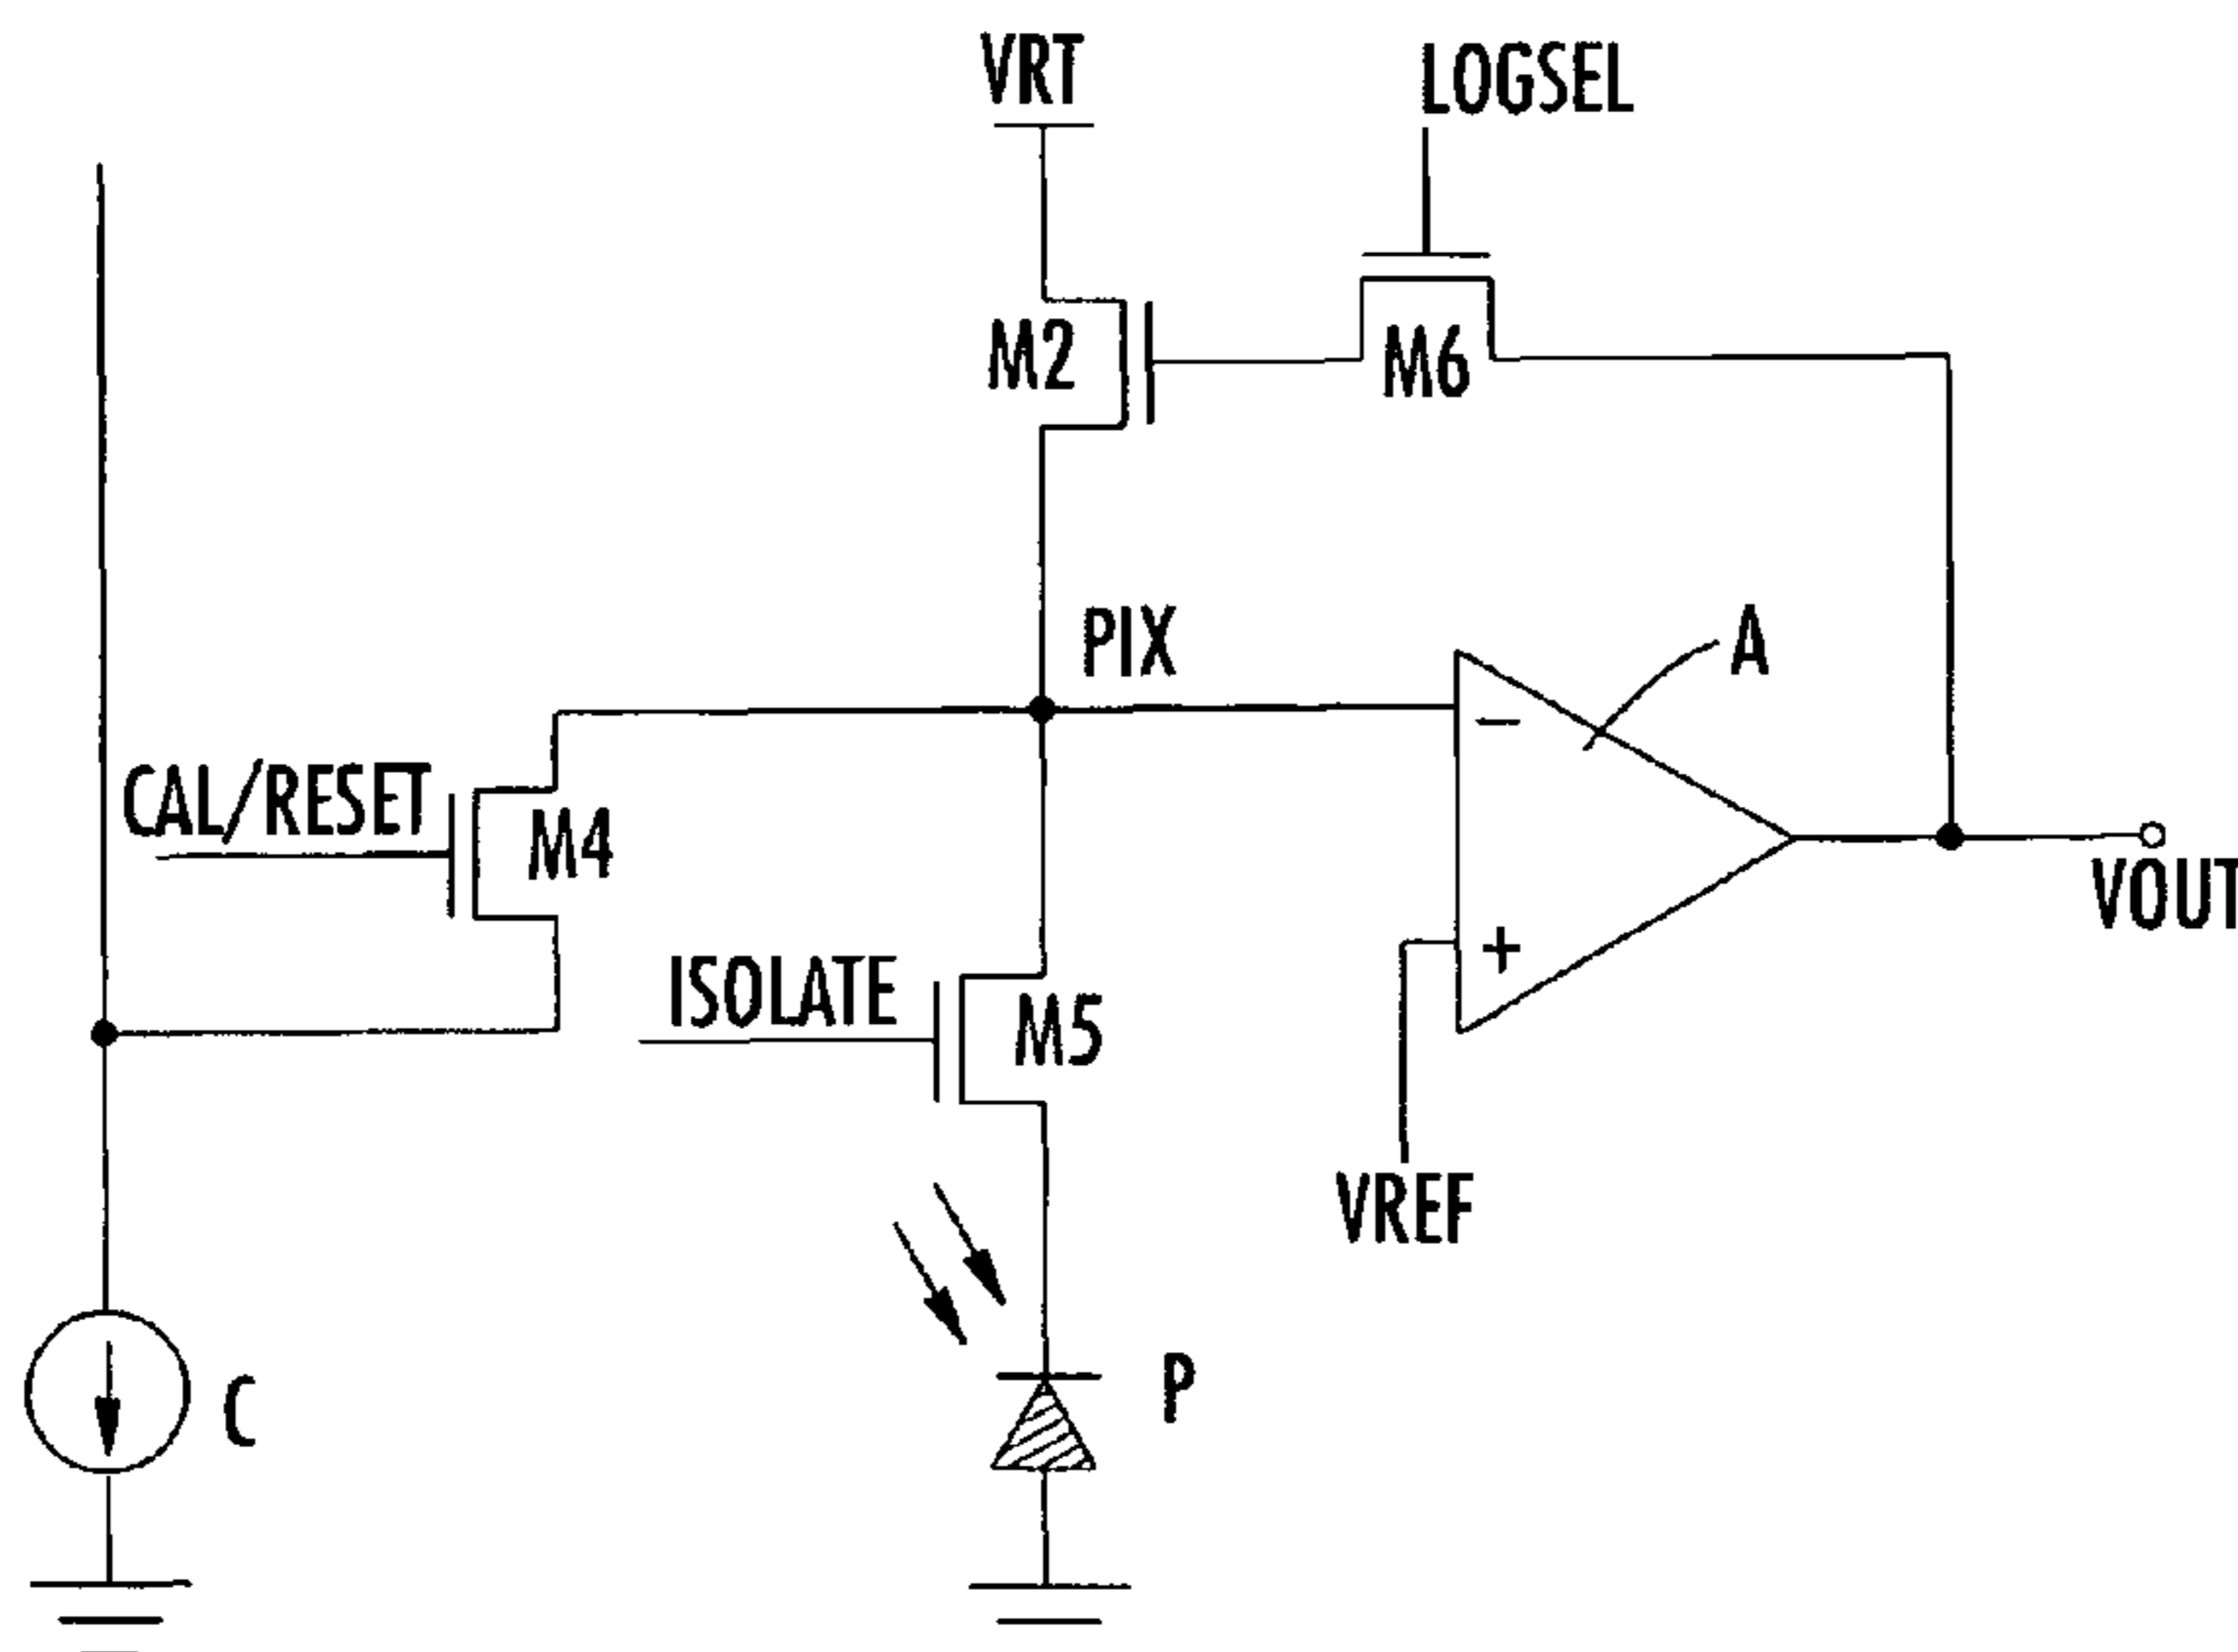 VRT
LOGSEL
M2
M6
PIX
A
CAL/RESET
M4
−
VOUT
+
ISOLATE
M5
VREF
P
C